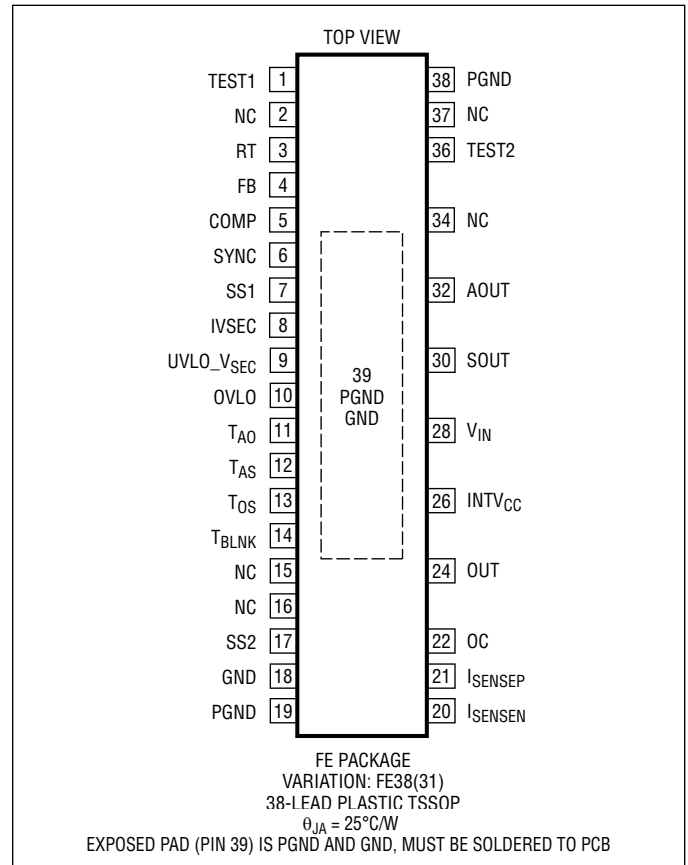 TOP VIEW
TEST1 1 38 PGND
NC 2 37 NC
RT 3 36 TEST2
FB 4
COMP 5 34 NC
SYNC 6
SS1 7 32 AOUT
IVSEC 8
UVLO_VSEC 9 30 SOUT
OVLO 10
39
PGND
GND
TAO 11 28 VIN
TAS 12
TOS 13 26 INTVCC
TBLNK 14
NC 15 24 OUT
NC 16
SS2 17 22 OC
GND 18 21 ISENSEP
PGND 19 20 ISENSEN
FE PACKAGE
VARIATION: FE38(31)
38-LEAD PLASTIC TSSOP
θJA = 25°C/W
EXPOSED PAD (PIN 39) IS PGND AND GND, MUST BE SOLDERED TO PCB